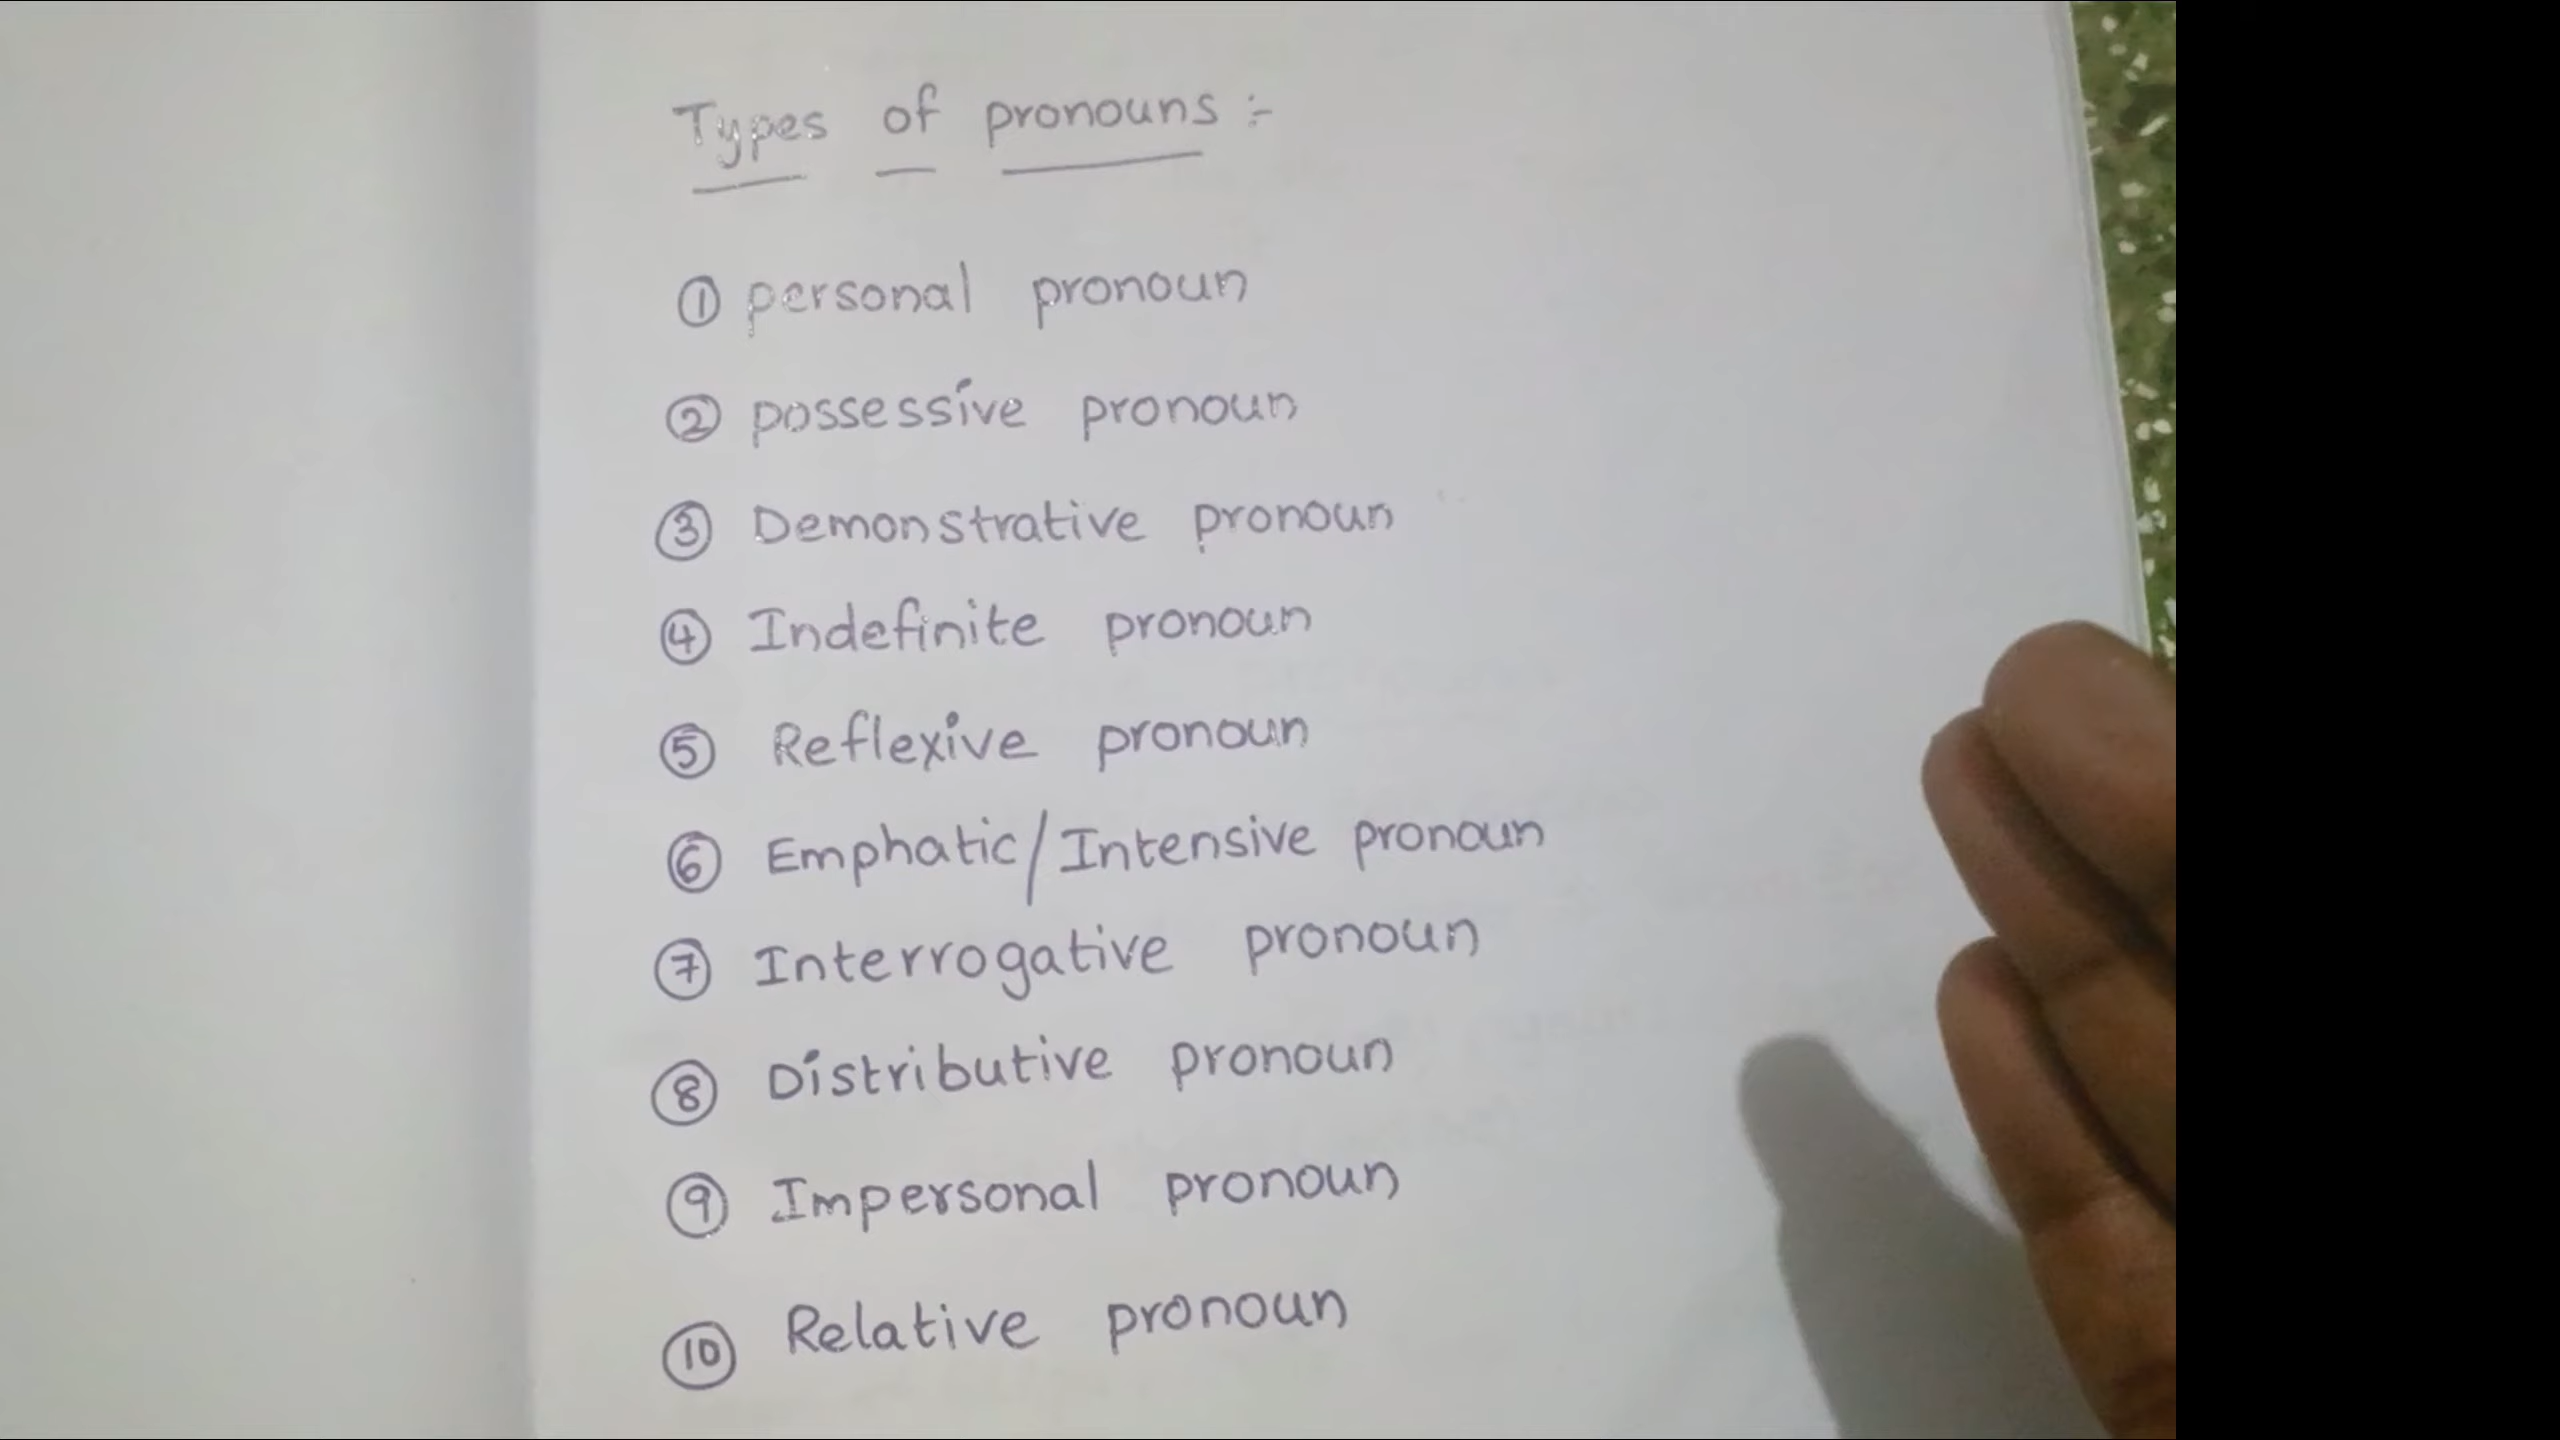 Types of pronouns :-
① personal pronoun
② possessive pronoun
③ Demonstrative pronoun
④ Indefinite pronoun
⑤ Reflexive pronoun
⑥ Emphatic/Intensive pronoun
⑦ Interrogative pronoun
⑧ Distributive pronoun
⑨ Impersonal pronoun
⑩ Relative pronoun